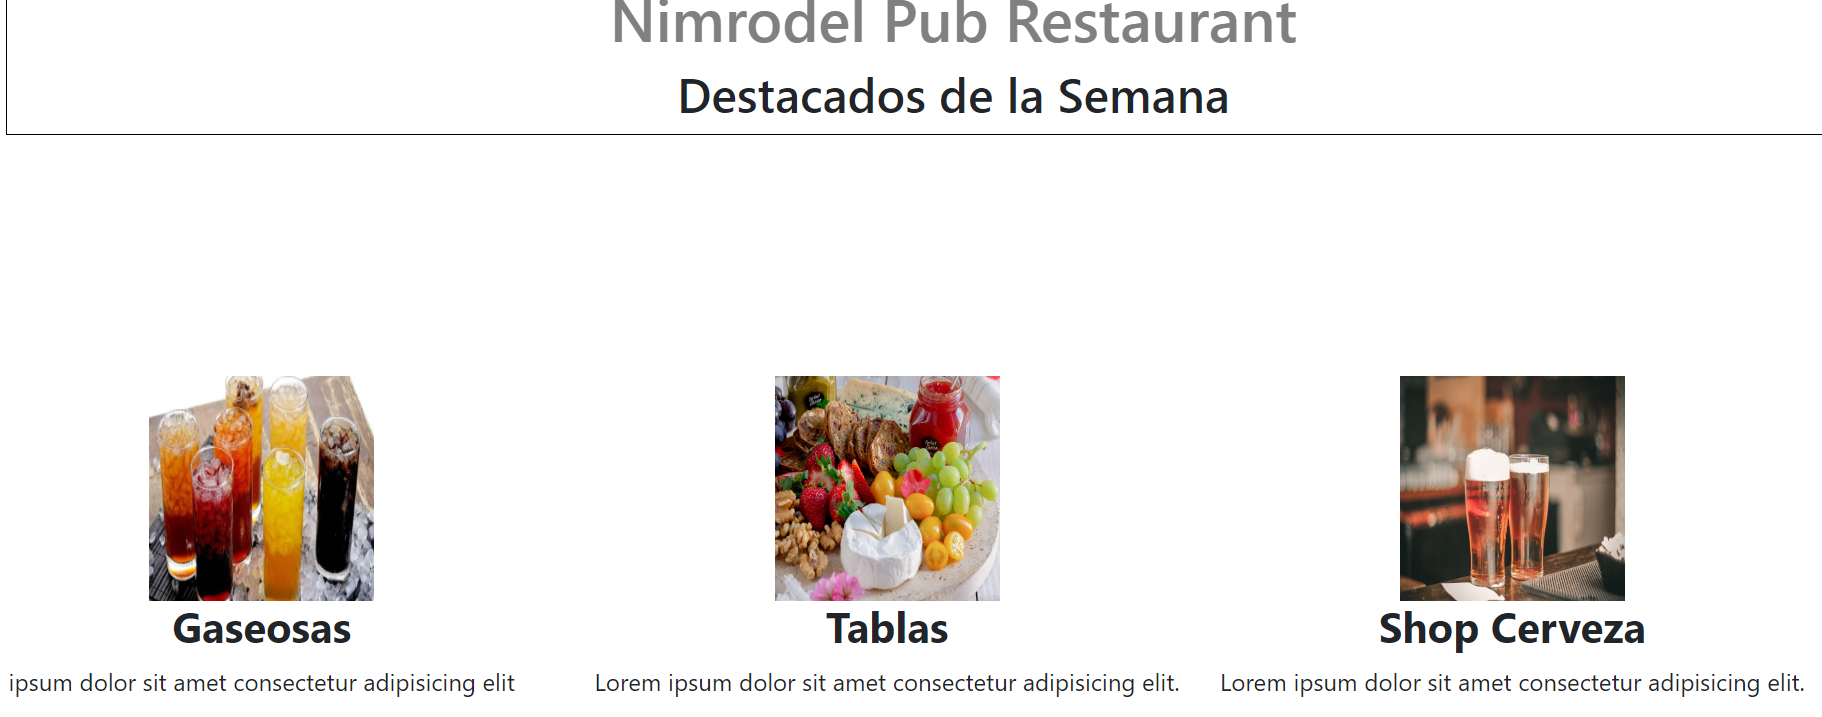 Nimrodel Pub Restaurant
Destacados de la Semana
Gaseosas
Tablas
Shop Cerveza
ipsum dolor sit amet consectetur adipisicing elit
Lorem ipsum dolor sit amet consectetur adipisicing elit.
Lorem ipsum dolor sit amet consectetur adipisicing elit.